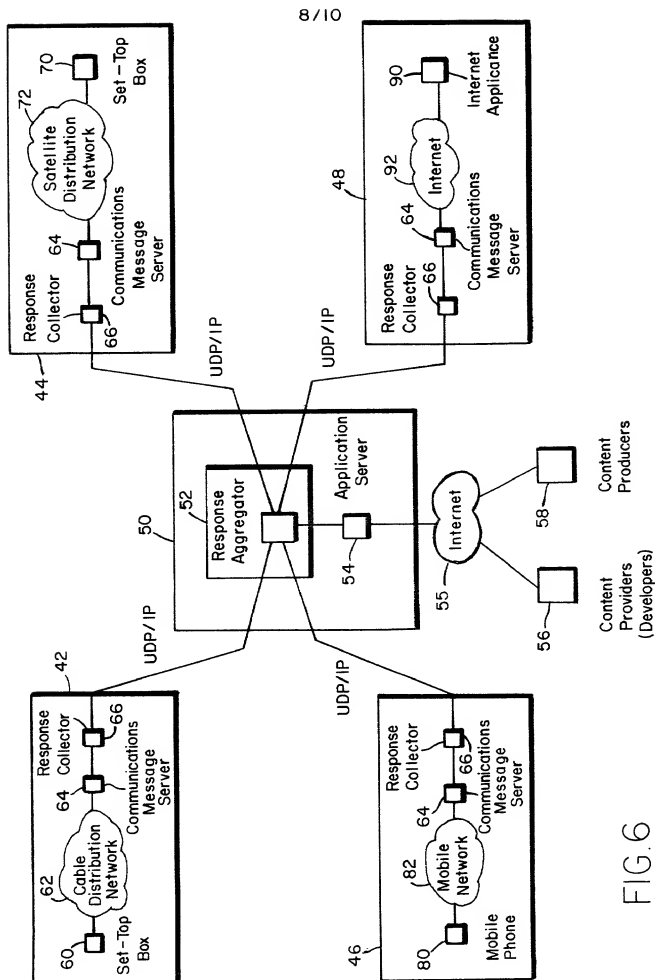 8/10
42
Response
Collector
66
64
Communications
Message
Server
Cable
Distribution
Network
62
60
Set-Top
Box
UDP/IP
44
Response
Collector
66
64
Communications
Message
Server
Satellite
Distribution
Network
72
70
Set-Top
Box
UDP/IP
50
52
Response
Aggregator
Application
Server
54
Internet
55
56
Content
Providers
(Developers)
58
Content
Producers
46
Response
Collector
66
64
Communications
Message
Server
Mobile
Network
82
80
Mobile
Phone
UDP/IP
48
Response
Collector
66
64
Communications
Message
Server
Internet
92
90
Internet
Applicance
UDP/IP
FIG.6